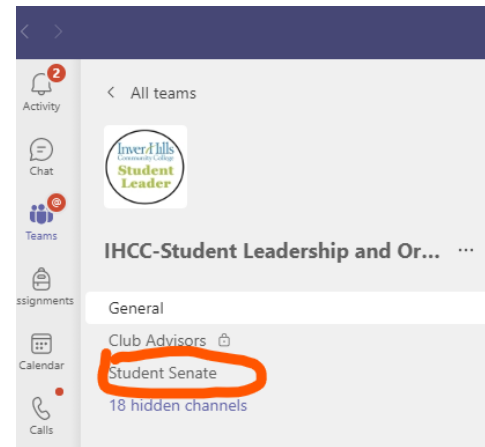 2
Activity
Chat
@
Teams
ssignments
Calendar
Calls
All teams
Inver Hills
Community College
Student
Leader
IHCC-Student Leadership and Or... ...
General
Club Advisors
Student Senate
18 hidden channels